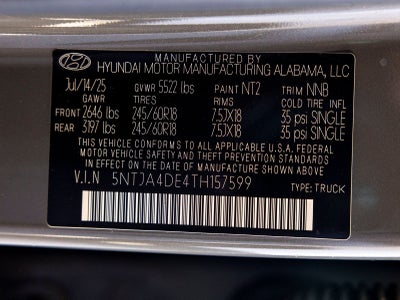 MANUFACTURED BY
HYUNDAI MOTOR MANUFACTURING ALABAMA, LLC
Jul/14/25 GVWR 5522 lbs PAINT NT2 TRIM NNB
GAWR TIRES RIMS COLD TIRE INFL
FRONT 2646 lbs 245/60R18 7.5JX18 35 psi SINGLE
REAR 3197 lbs 245/60R18 7.5JX18 35 psi SINGLE
THIS VEHICLE CONFORMS TO ALL APPLICABLE U.S.A. FEDERAL
MOTOR VEHICLE SAFETY, BUMPER, AND THEFT PREVENTION
STANDARDS IN EFFECT ON THE DATE OF MANUFACTURE SHOWN ABOVE
V.I.N 5NTJA4DE4TH157599 TYPE: TRUCK